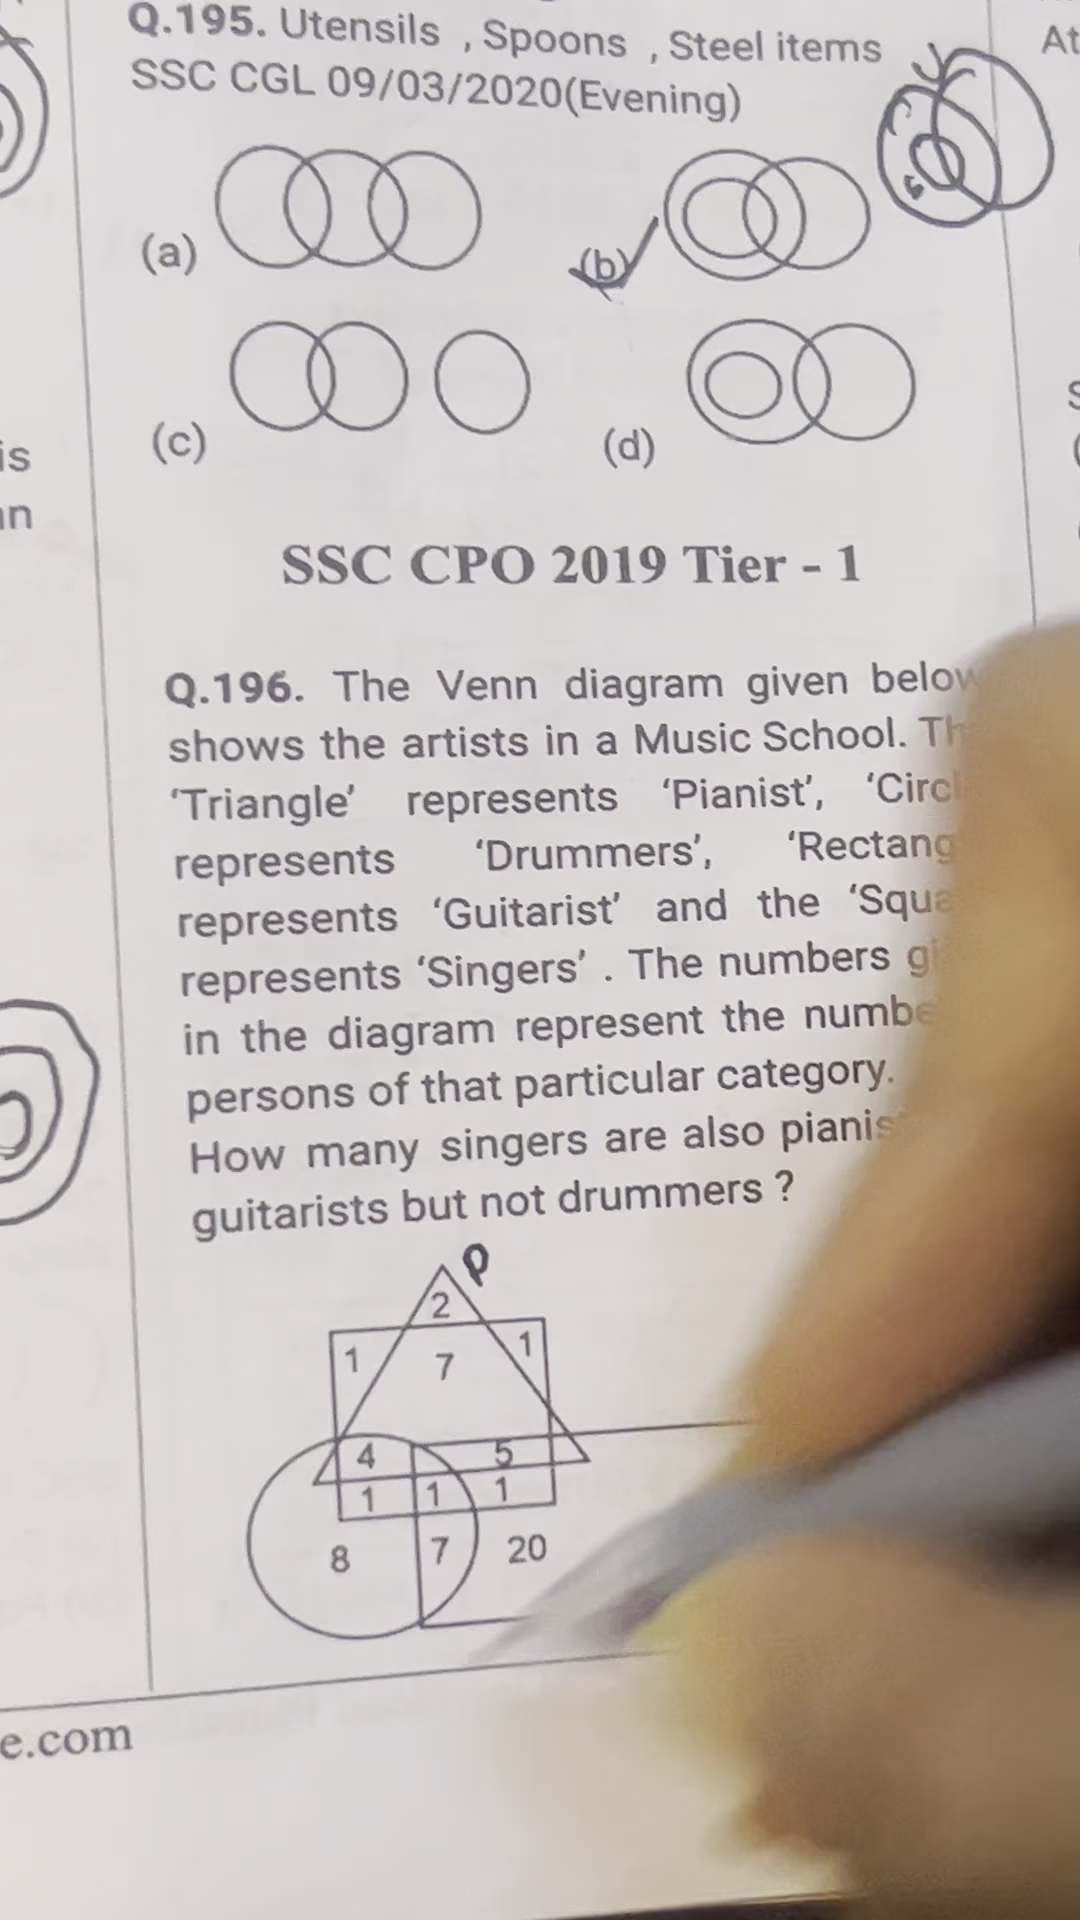 Q.195. Utensils , Spoons , Steel items
SSC CGL 09/03/2020(Evening)
(a)
(b)
(c)
(d)
SSC CPO 2019 Tier - 1
Q.196. The Venn diagram given below
shows the artists in a Music School.
‘Triangle’ represents ‘Pianist’,
represents ‘Drummers’,
represents ‘Guitarist’ and the
represents ‘Singers’ . The numbers
in the diagram represent the
persons of that particular category.
How many singers are also
guitarists but not drummers ?
P
2
1 7 1
4 5
1 1 1
8 7 20
e.com
is
At